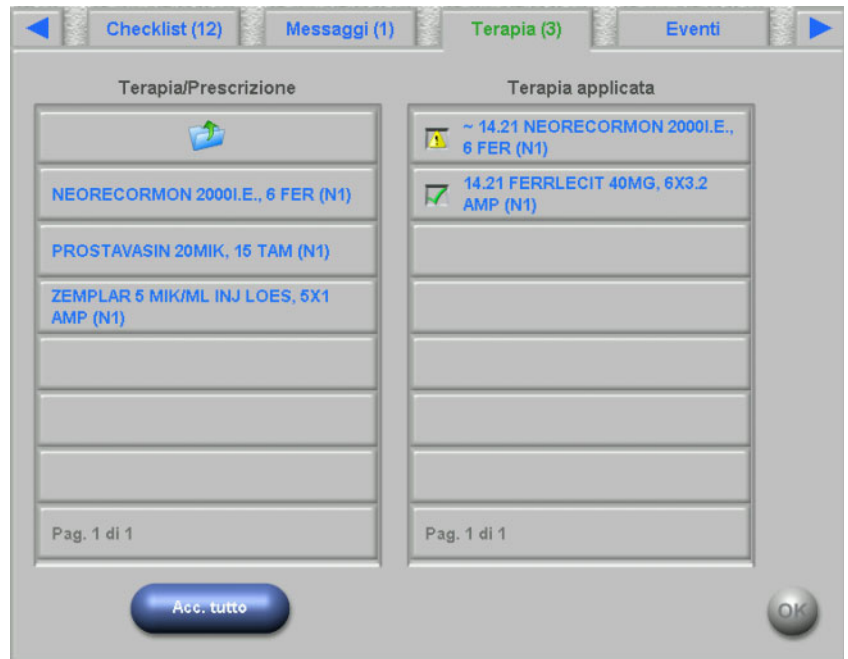 Checklist (12)
Messaggi (1)
Terapia (3)
Eventi
Terapia/Prescrizione
NEORECORMON 2000I.E., 6 FER (N1)
PROSTAVASIN 20MIK, 15 TAM (N1)
ZEMPLAR 5 MIK/ML INJ LOES, 5X1
AMP (N1)
Pag. 1 di 1
Acc. tutto
Terapia applicata
~ 14.21 NEORECORMON 2000I.E.,
6 FER (N1)
14.21 FERRLECIT 40MG, 6X3.2
AMP (N1)
Pag. 1 di 1
OK